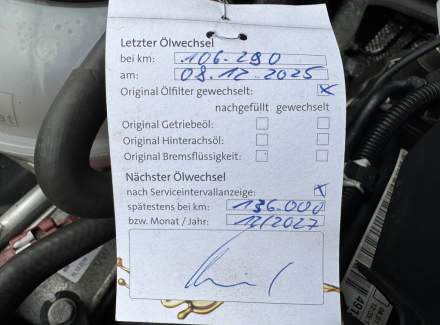 Letzter Ölwechsel
bei km: 106.290
am: 08.12.2025
Original Ölfilter gewechselt: x
nachgefüllt gewechselt
Original Getriebeöl:
Original Hinterachsöl:
Original Bremsflüssigkeit:
Nächster Ölwechsel
nach Serviceintervallanzeige: x
spätestens bei km: 136.000
bzw. Monat / Jahr: 12/2027